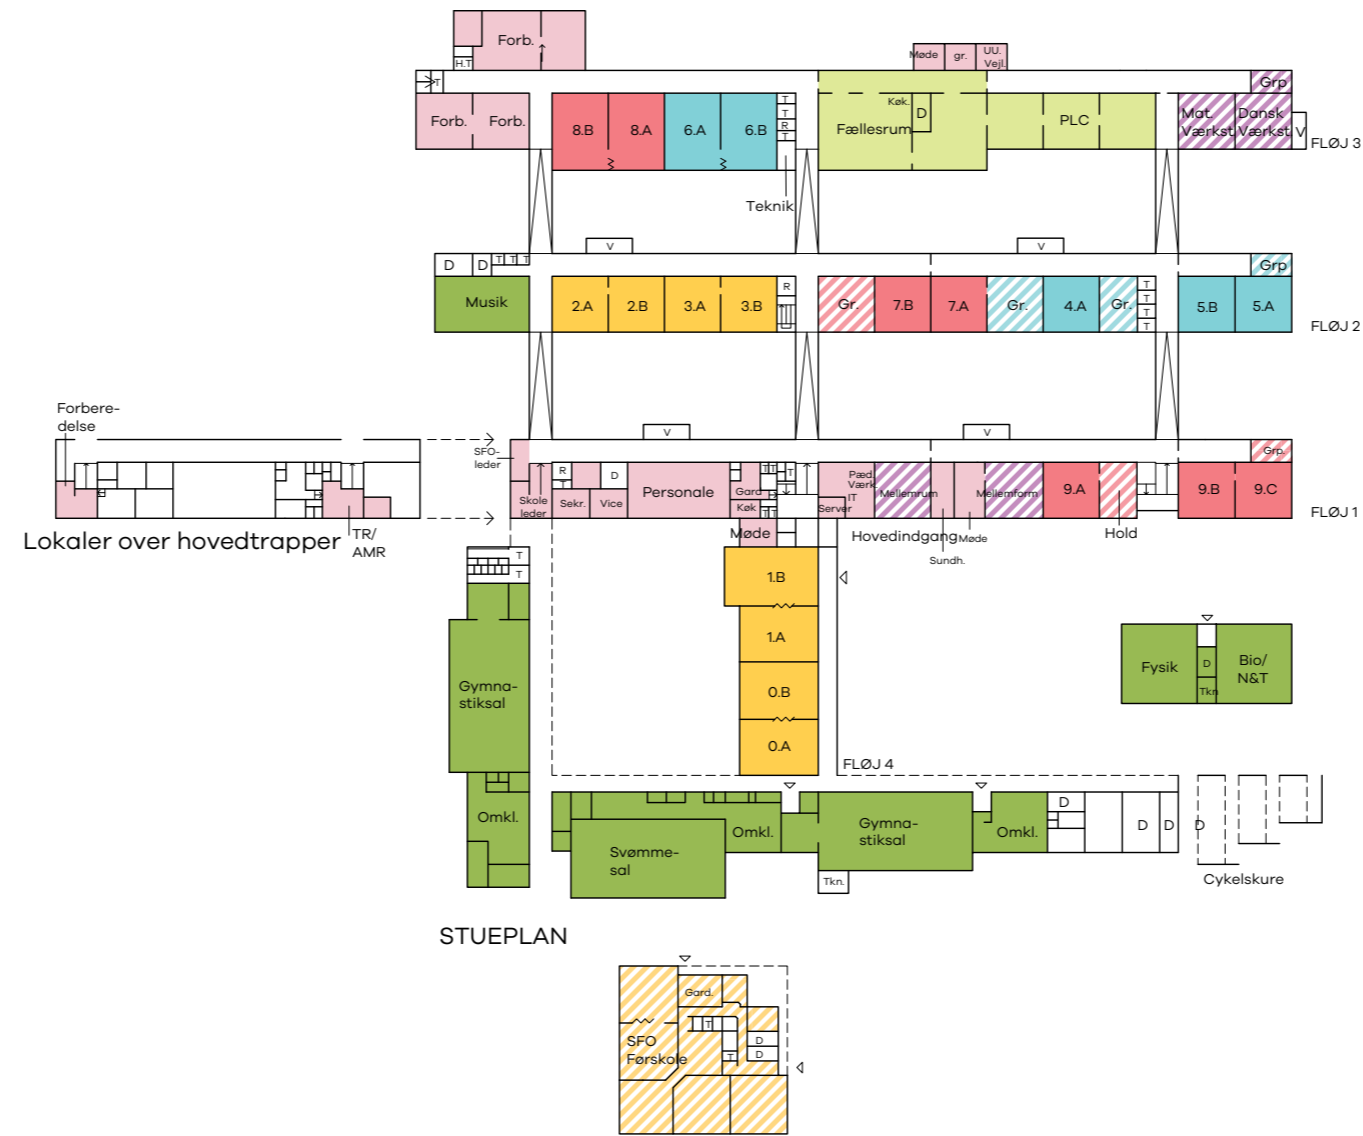 Forb.
H.T
Møde
gr.
UU.
Vejl.
T
Grp
Forb.
Forb.
8.B
8.A
6.A
6.B
T
T
R
T
Køk.
D
Fællesrum
PLC
Mat.
Værkst.
Dansk
Værkst.
V
FLØJ 3
Teknik
V
V
D
D
T
T
T
Grp
Musik
2.A
2.B
3.A
3.B
R
Gr.
7.B
7.A
Gr.
4.A
Gr.
T
T
T
T
5.B
5.A
FLØJ 2
Forbere-
delse
V
V
SFO-
leder
Grp.
R
T
D
Skole
leder
Sekr.
Vice
Personale
Gard
Køk
T
T
T
T
T
T
Pæd.
Værk.
IT
Server
Mellemrum
Mellemform
9.A
9.B
9.C
FLØJ 1
Lokaler over hovedtrapper
TR/
AMR
Møde
Hovedindgang
Møde
Sundh.
Hold
T
T
1.B
1.A
0.B
0.A
Gymna-
stiksal
Omkl.
Fysik
D
Tkn
Bio/
N&T
FLØJ 4
Svømme-
sal
Omkl.
Gymna-
stiksal
Omkl.
Tkn.
D
D
D
D
Cykelskure
STUEPLAN
Gard.
T
T
D
D
SFO
Førskole